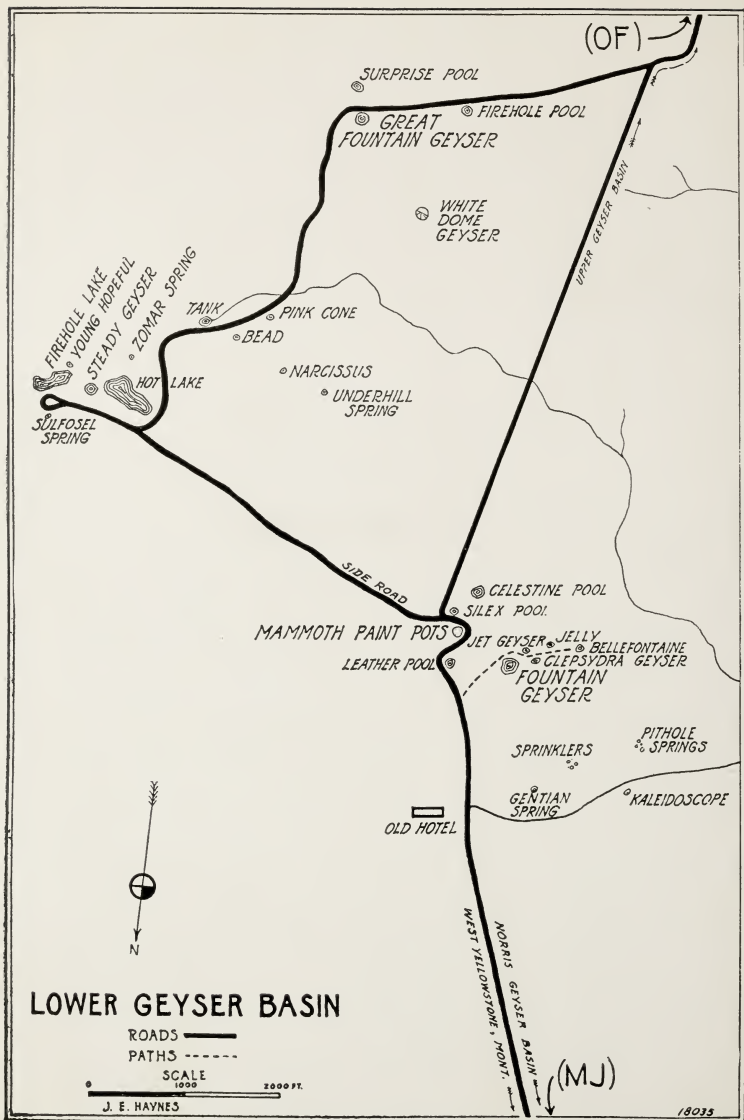 (OF)
SURPRISE POOL
FIREHOLE POOL
GREAT
FOUNTAIN GEYSER
WHITE
DOME
GEYSER
UPPER GEYSER BASIN
FIREHOLE LAKE
YOUNG HOPEFUL
STEADY GEYSER
ZOMAR SPRING
TANK
PINK CONE
BEAD
HOT LAKE
NARCISSUS
UNDERHILL
SPRING
SULFOSEL
SPRING
SIDE ROAD
CELESTINE POOL
SILEX POOL
MAMMOTH PAINT POTS
JET GEYSER
JELLY
BELLEFONTAINE
LEATHER POOL
CLEPSYDRA GEYSER
FOUNTAIN
GEYSER
SPRINKLERS
PITHOLE
SPRINGS
GENTIAN
SPRING
KALEIDOSCOPE
OLD HOTEL
N
NORRIS GEYSER BASIN
WEST YELLOWSTONE, MONT.
(MJ)
LOWER GEYSER BASIN
ROADS
PATHS
SCALE
0 1000 2000 FT.
J. E. HAYNES
18035